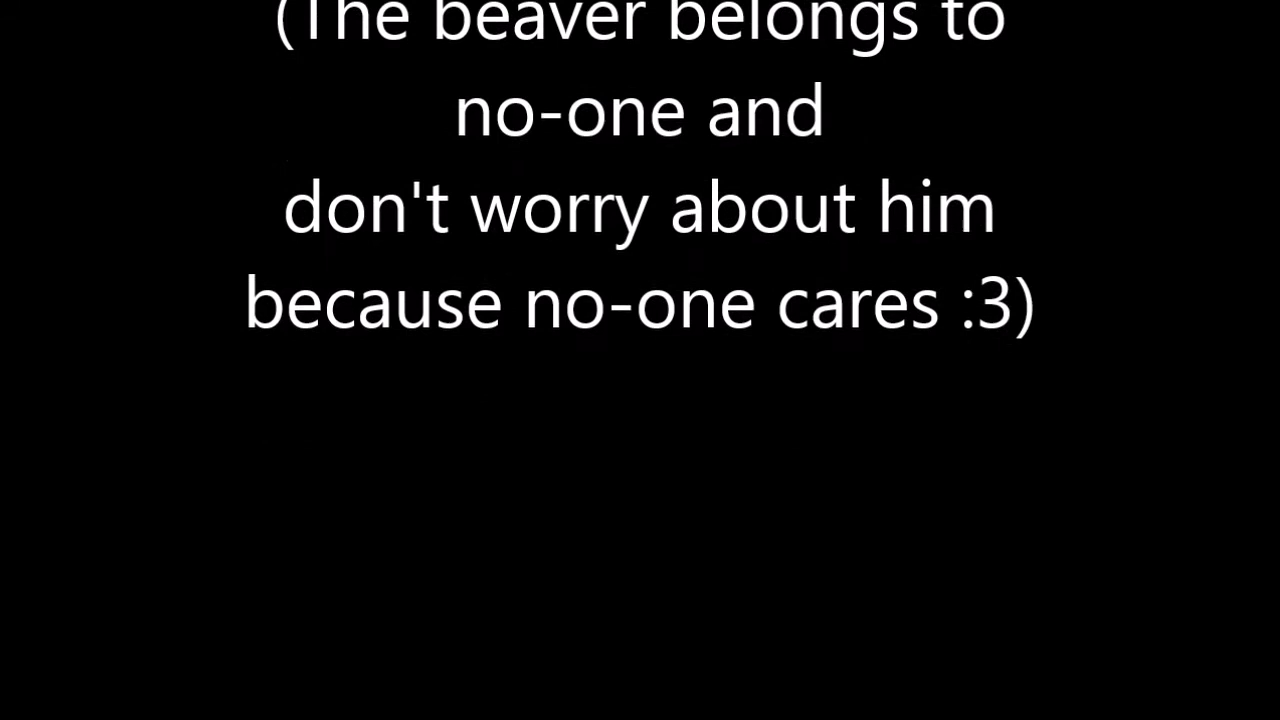 (The beaver belongs to
no-one and
don't worry about him
because no-one cares :3)